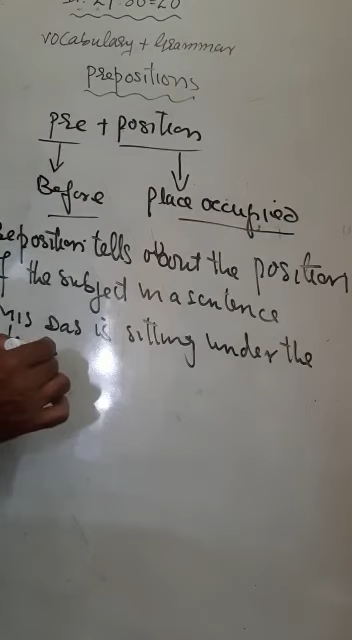 vocabulary + Grammar
prepositions
pre + position
Before place occupied
eposition tells about the position
f the subject in a sentence
Das is sitting under the